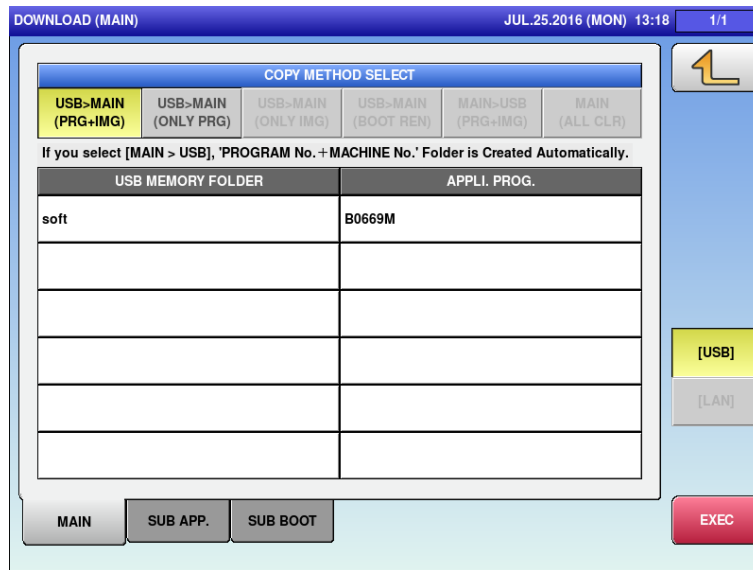 DOWNLOAD (MAIN) JUL.25.2016 (MON) 13:18 1/1
COPY METHOD SELECT
USB>MAIN (PRG+IMG)
USB>MAIN (ONLY PRG)
USB>MAIN (ONLY IMG)
USB>MAIN (BOOT REN)
MAIN>USB (PRG+IMG)
MAIN (ALL CLR)
If you select [MAIN > USB], 'PROGRAM No.+MACHINE No.' Folder is Created Automatically.
USB MEMORY FOLDER APPLI. PROG.
soft B0669M
[USB]
[LAN]
MAIN SUB APP. SUB BOOT EXEC